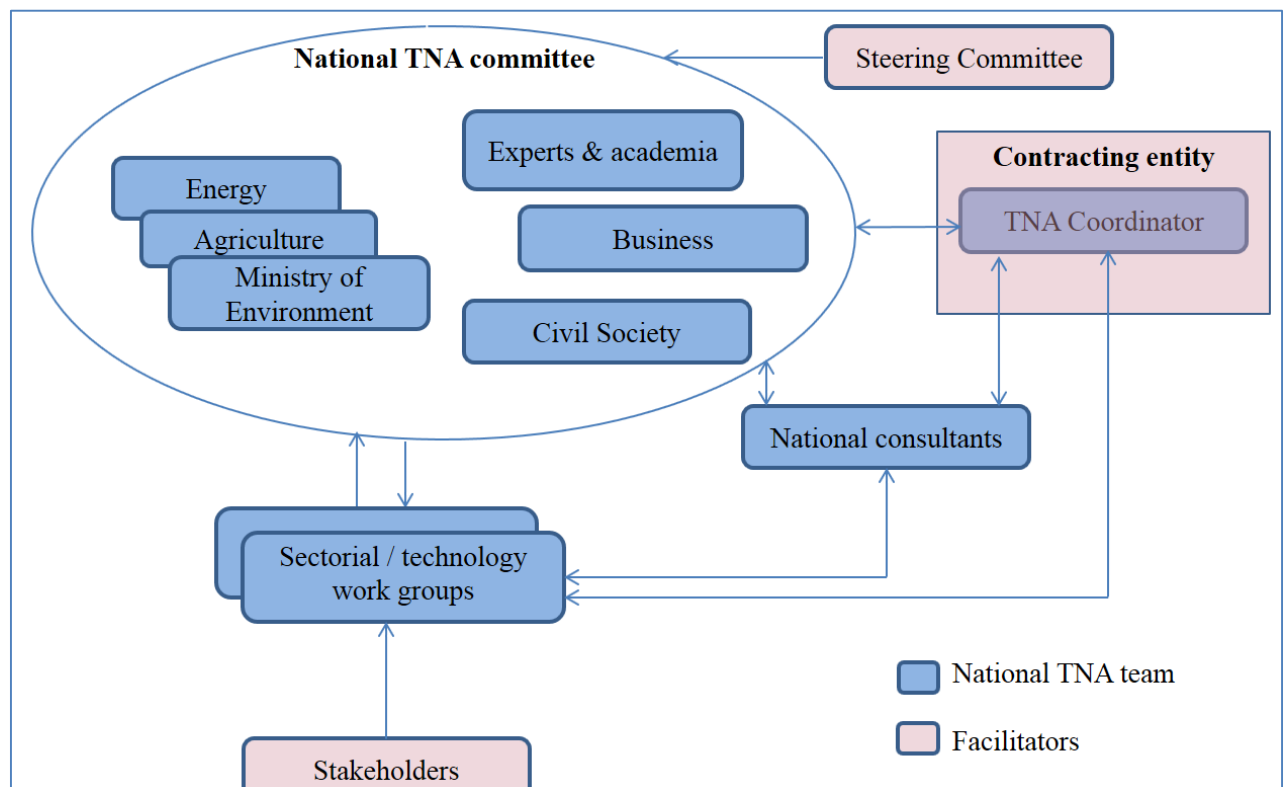 National TNA committee
Steering Committee
Experts & academia
Contracting entity
Energy
TNA Coordinator
Agriculture
Business
Ministry of
Environment
Civil Society
National consultants
Sectorial / technology
work groups
National TNA team
Facilitators
Stakeholders